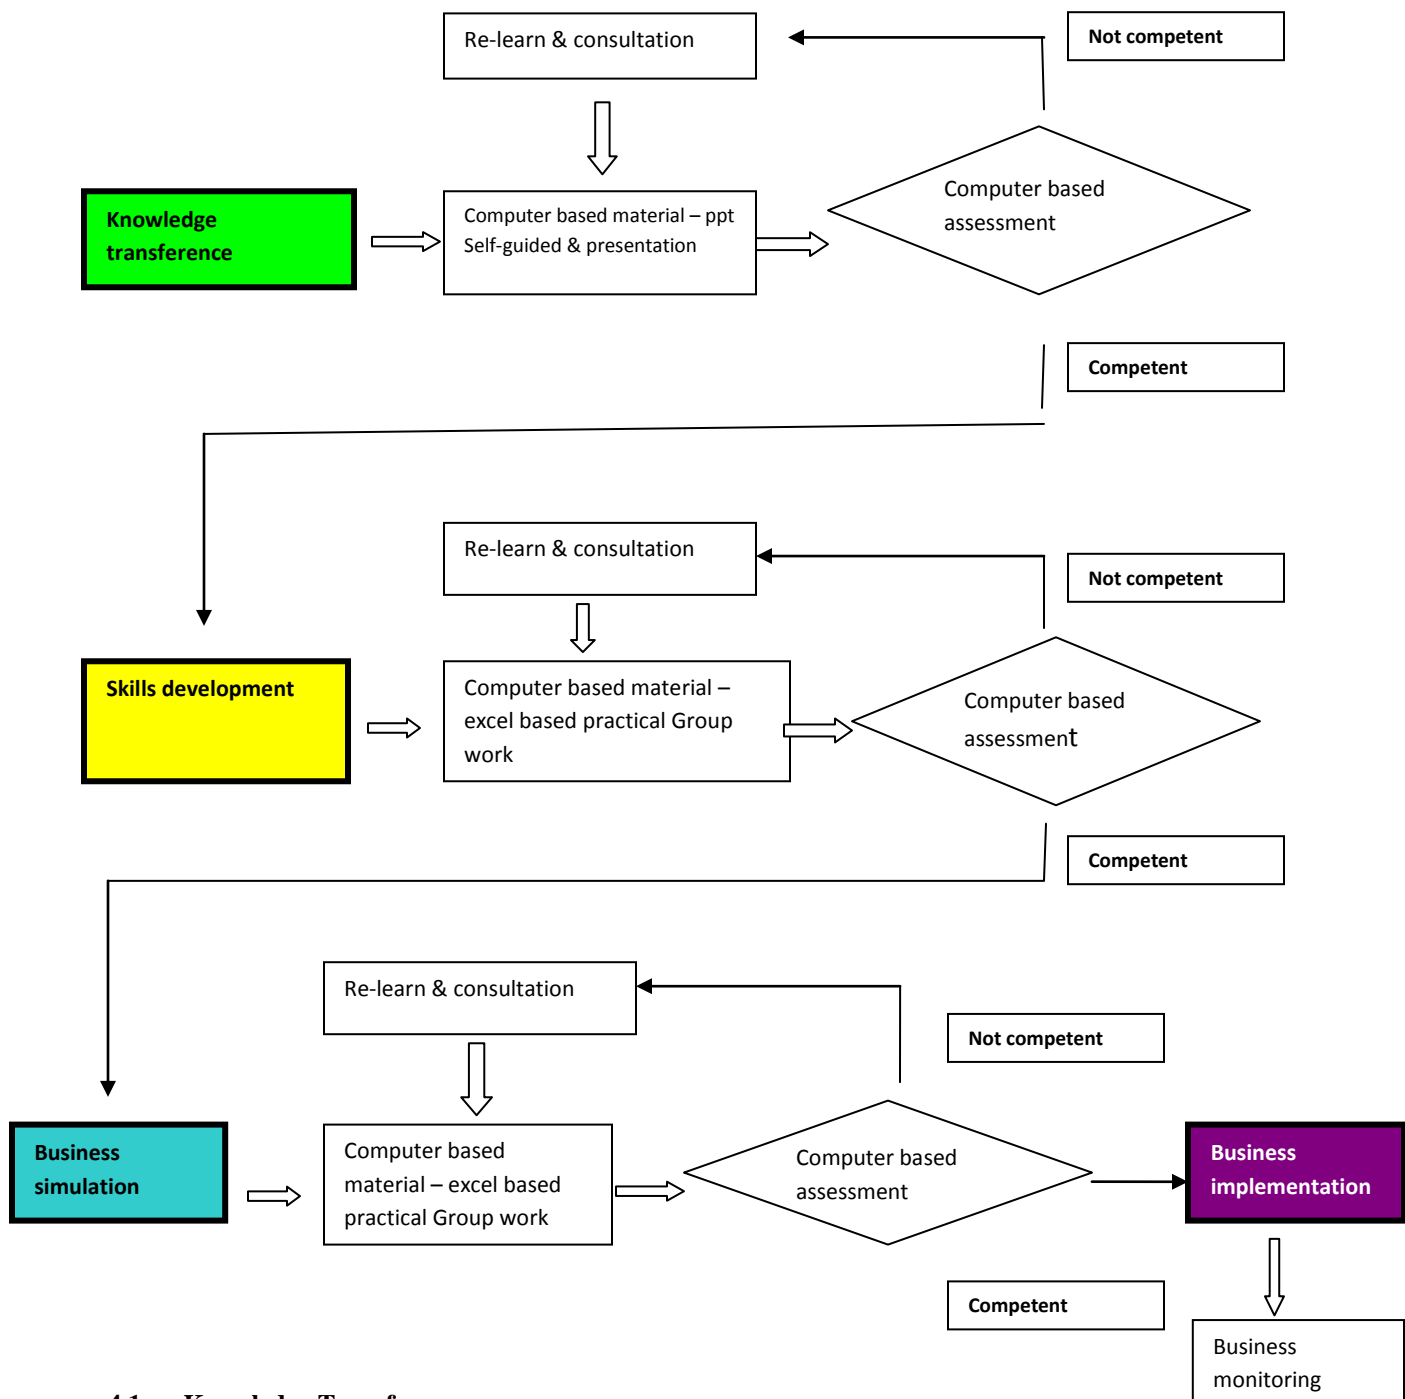 Re-learn & consultation
Not competent
Computer based
assessment
Knowledge
transference
Computer based material – ppt
Self-guided & presentation
Competent
Re-learn & consultation
Not competent
Skills development
Computer based material –
excel based practical Group
work
Computer based
assessment
Competent
Re-learn & consultation
Not competent
Business
simulation
Computer based
material – excel based
practical Group work
Computer based
assessment
Business
implementation
Competent
Business
monitoring